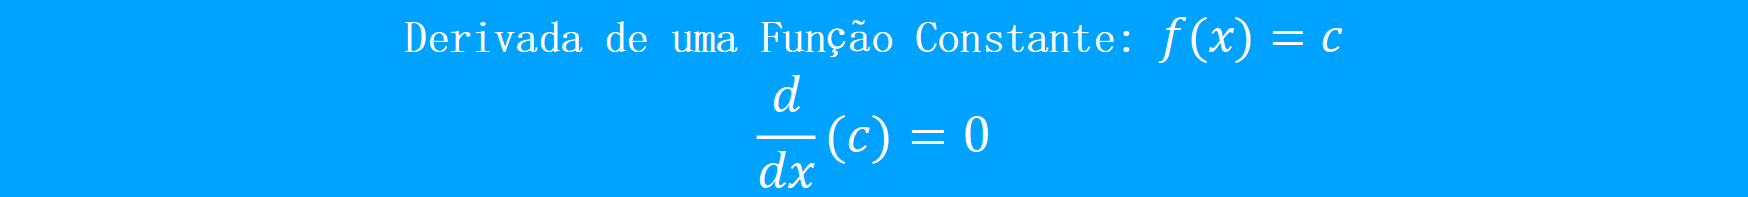 Derivada de uma Função Constante: f(x) = c
d/dx (c) = 0